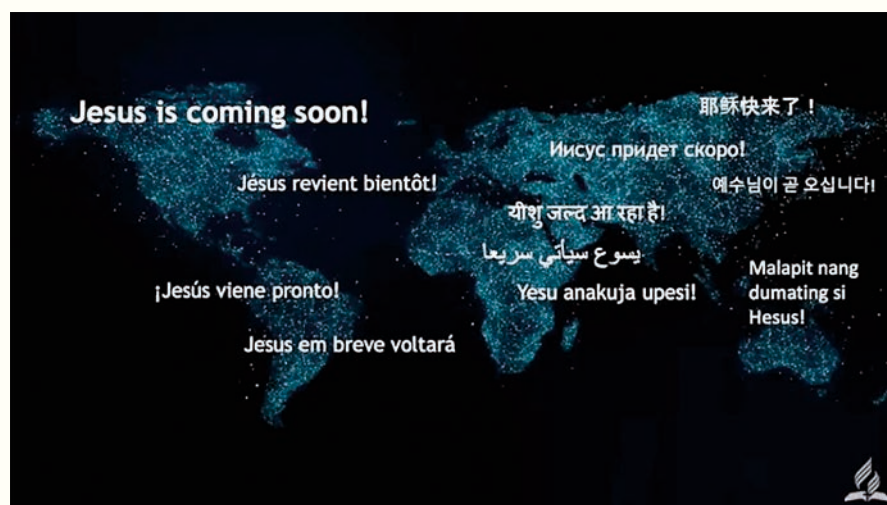 Jesus is coming soon!
耶稣快来了！
Иисус придет скоро!
Jésus revient bientôt!
예수님이 곧 오십니다!
यीशु जल्द आ रहा है!
يسوع سيأتي سريعا
¡Jesús viene pronto!
Yesu anakuja upesi!
Malapit nang
dumating si
Hesus!
Jesus em breve voltará